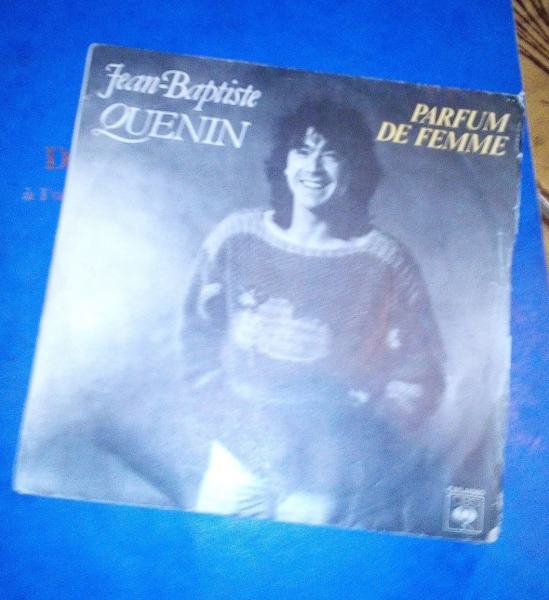 Jean-Baptiste
QUENIN
PARFUM
DE FEMME